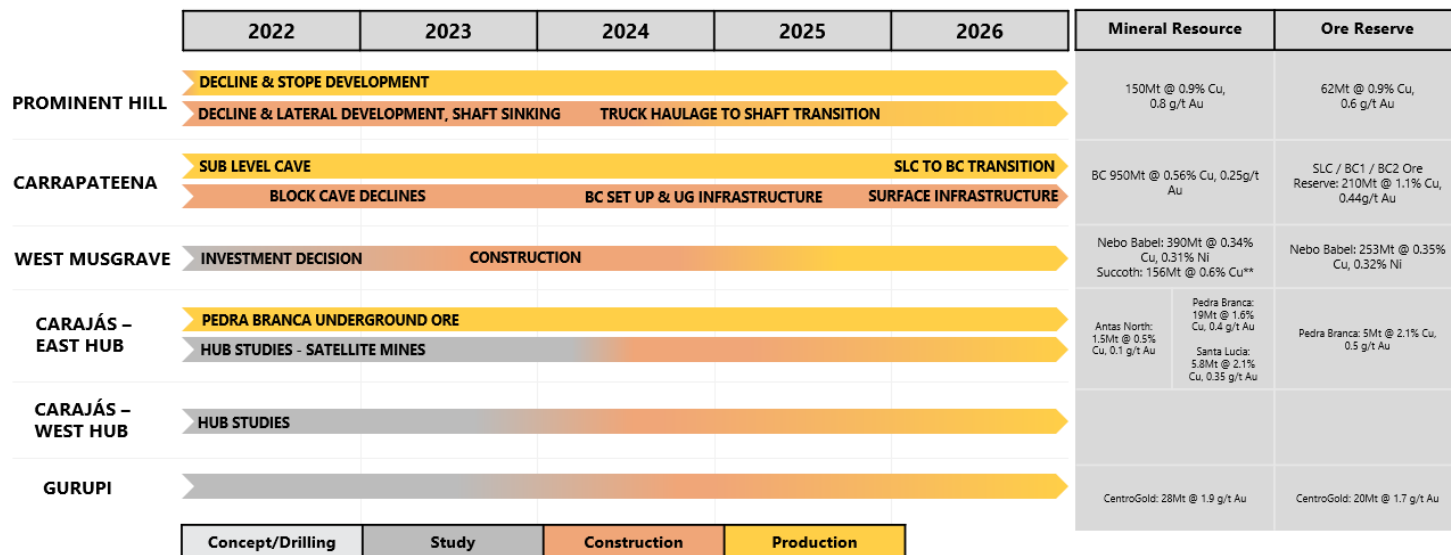 2022 2023 2024 2025 2026 Mineral Resource Ore Reserve
PROMINENT HILL
DECLINE & STOPE DEVELOPMENT
DECLINE & LATERAL DEVELOPMENT, SHAFT SINKING TRUCK HAULAGE TO SHAFT TRANSITION
150Mt @ 0.9% Cu,
0.8 g/t Au
62Mt @ 0.9% Cu,
0.6 g/t Au
CARRAPATEENA
SUB LEVEL CAVE SLC TO BC TRANSITION
BLOCK CAVE DECLINES BC SET UP & UG INFRASTRUCTURE SURFACE INFRASTRUCTURE
BC 950Mt @ 0.56% Cu, 0.25g/t
Au
SLC / BC1 / BC2 Ore
Reserve: 210Mt @ 1.1% Cu,
0.44g/t Au
WEST MUSGRAVE
INVESTMENT DECISION CONSTRUCTION
Nebo Babel: 390Mt @ 0.34%
Cu, 0.31% Ni
Succoth: 156Mt @ 0.6% Cu**
Nebo Babel: 253Mt @ 0.35%
Cu, 0.32% Ni
CARAJÁS –
EAST HUB
PEDRA BRANCA UNDERGROUND ORE
HUB STUDIES - SATELLITE MINES
Antas North:
1.5Mt @ 0.5%
Cu, 0.1 g/t Au
Pedra Branca:
19Mt @ 1.6%
Cu, 0.4 g/t Au
Santa Lucia:
5.8Mt @ 2.1%
Cu, 0.35 g/t Au
Pedra Branca: 5Mt @ 2.1% Cu,
0.5 g/t Au
CARAJÁS –
WEST HUB
HUB STUDIES
GURUPI
CentroGold: 28Mt @ 1.9 g/t Au
CentroGold: 20Mt @ 1.7 g/t Au
Concept/Drilling Study Construction Production